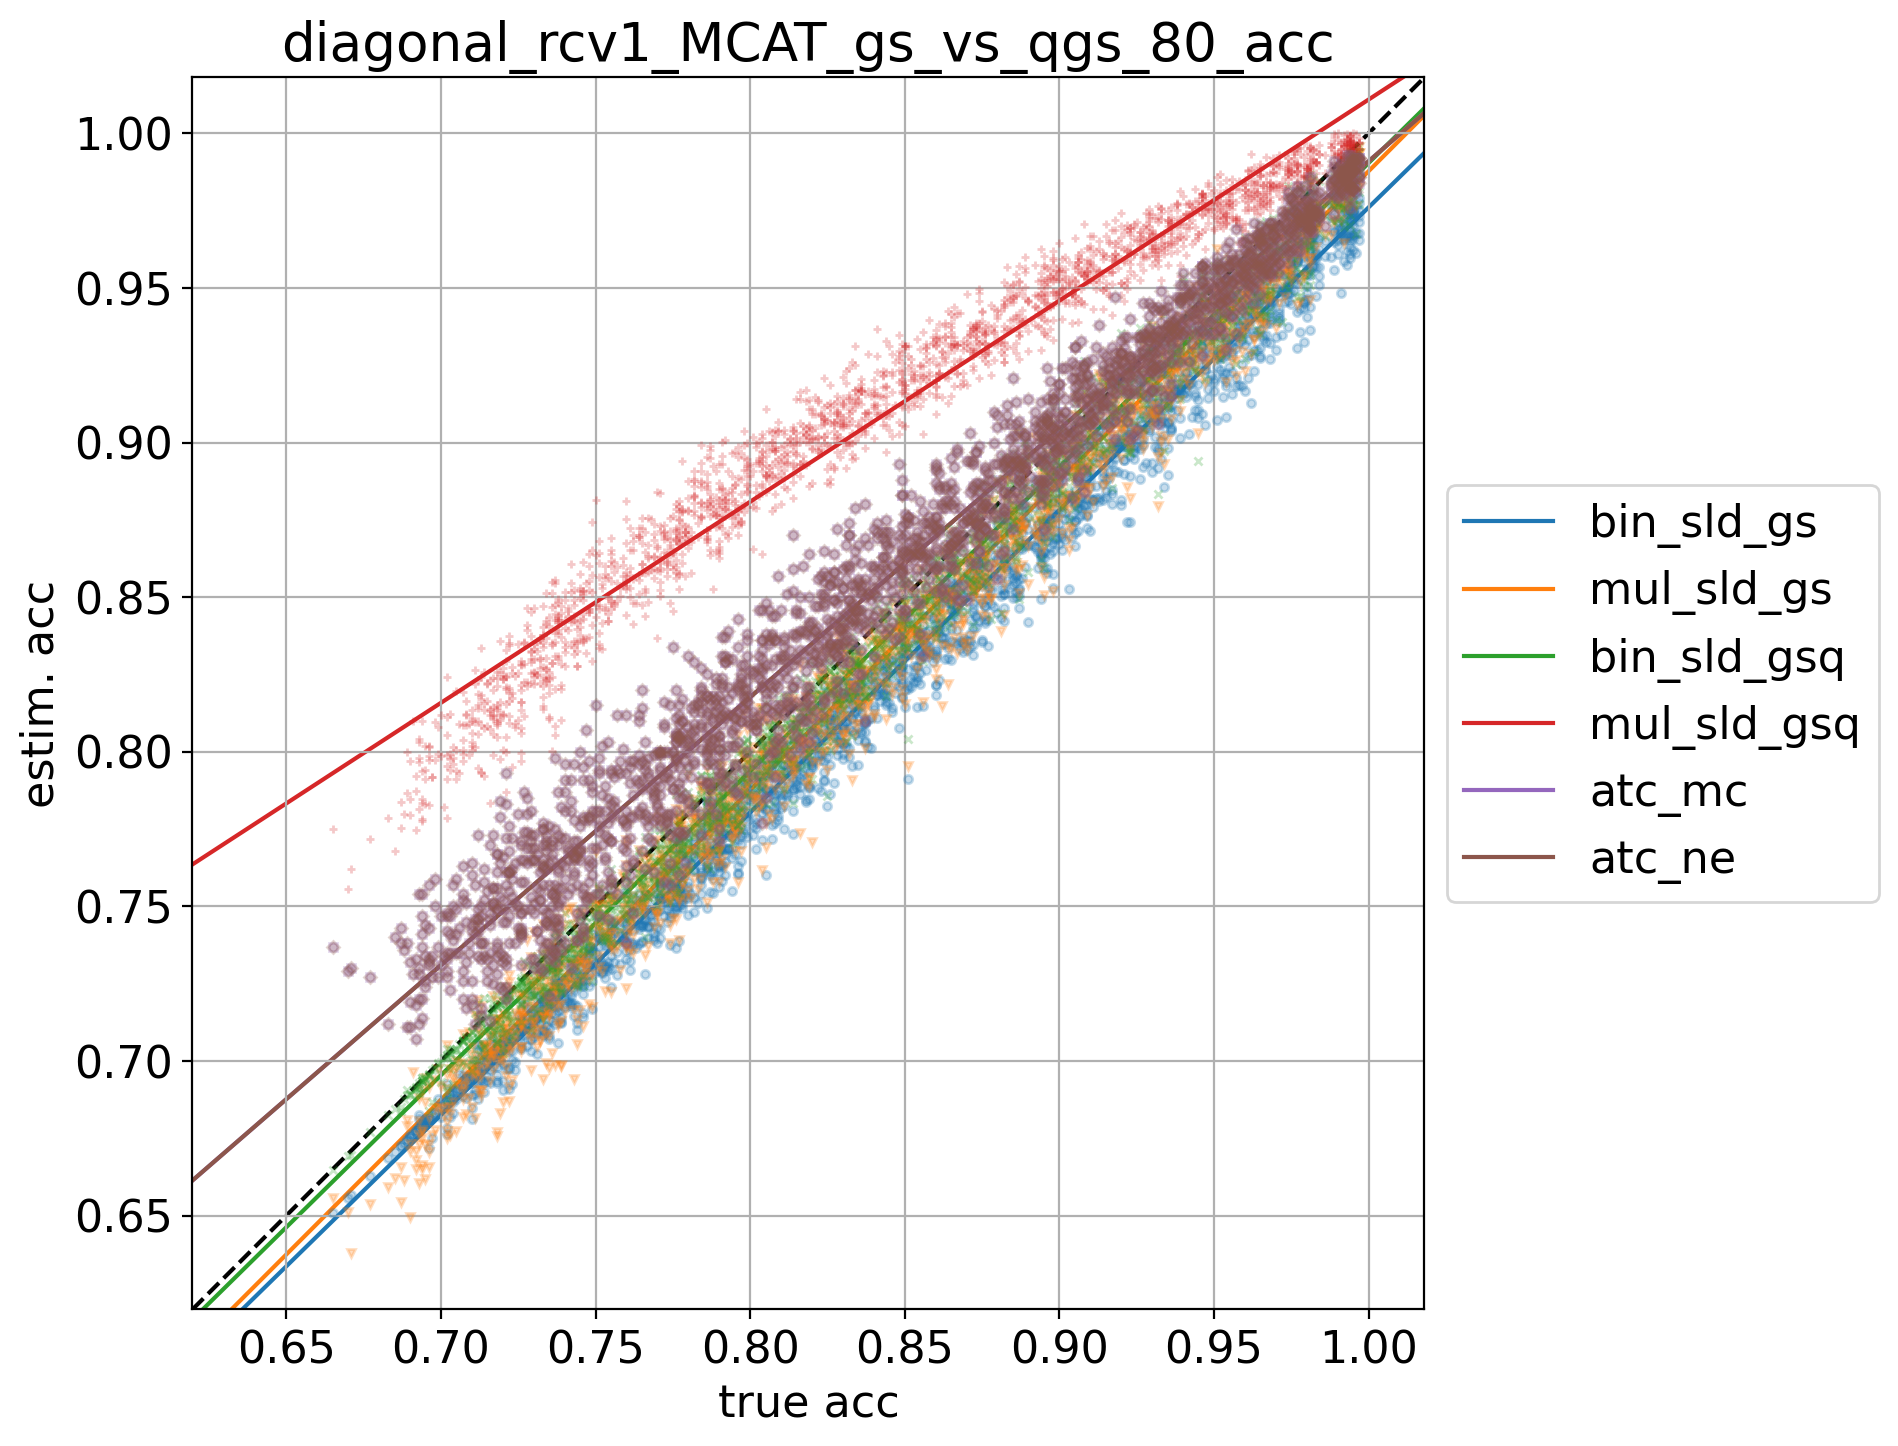 diagonal_rcv1_MCAT_gs_vs_qgs_80_acc
1.00
0.95
0.90
0.85
0.80
0.75
0.70
0.65
estim. acc
0.65 0.70 0.75 0.80 0.85 0.90 0.95 1.00
true acc
bin_sld_gs
mul_sld_gs
bin_sld_gsq
mul_sld_gsq
atc_mc
atc_ne